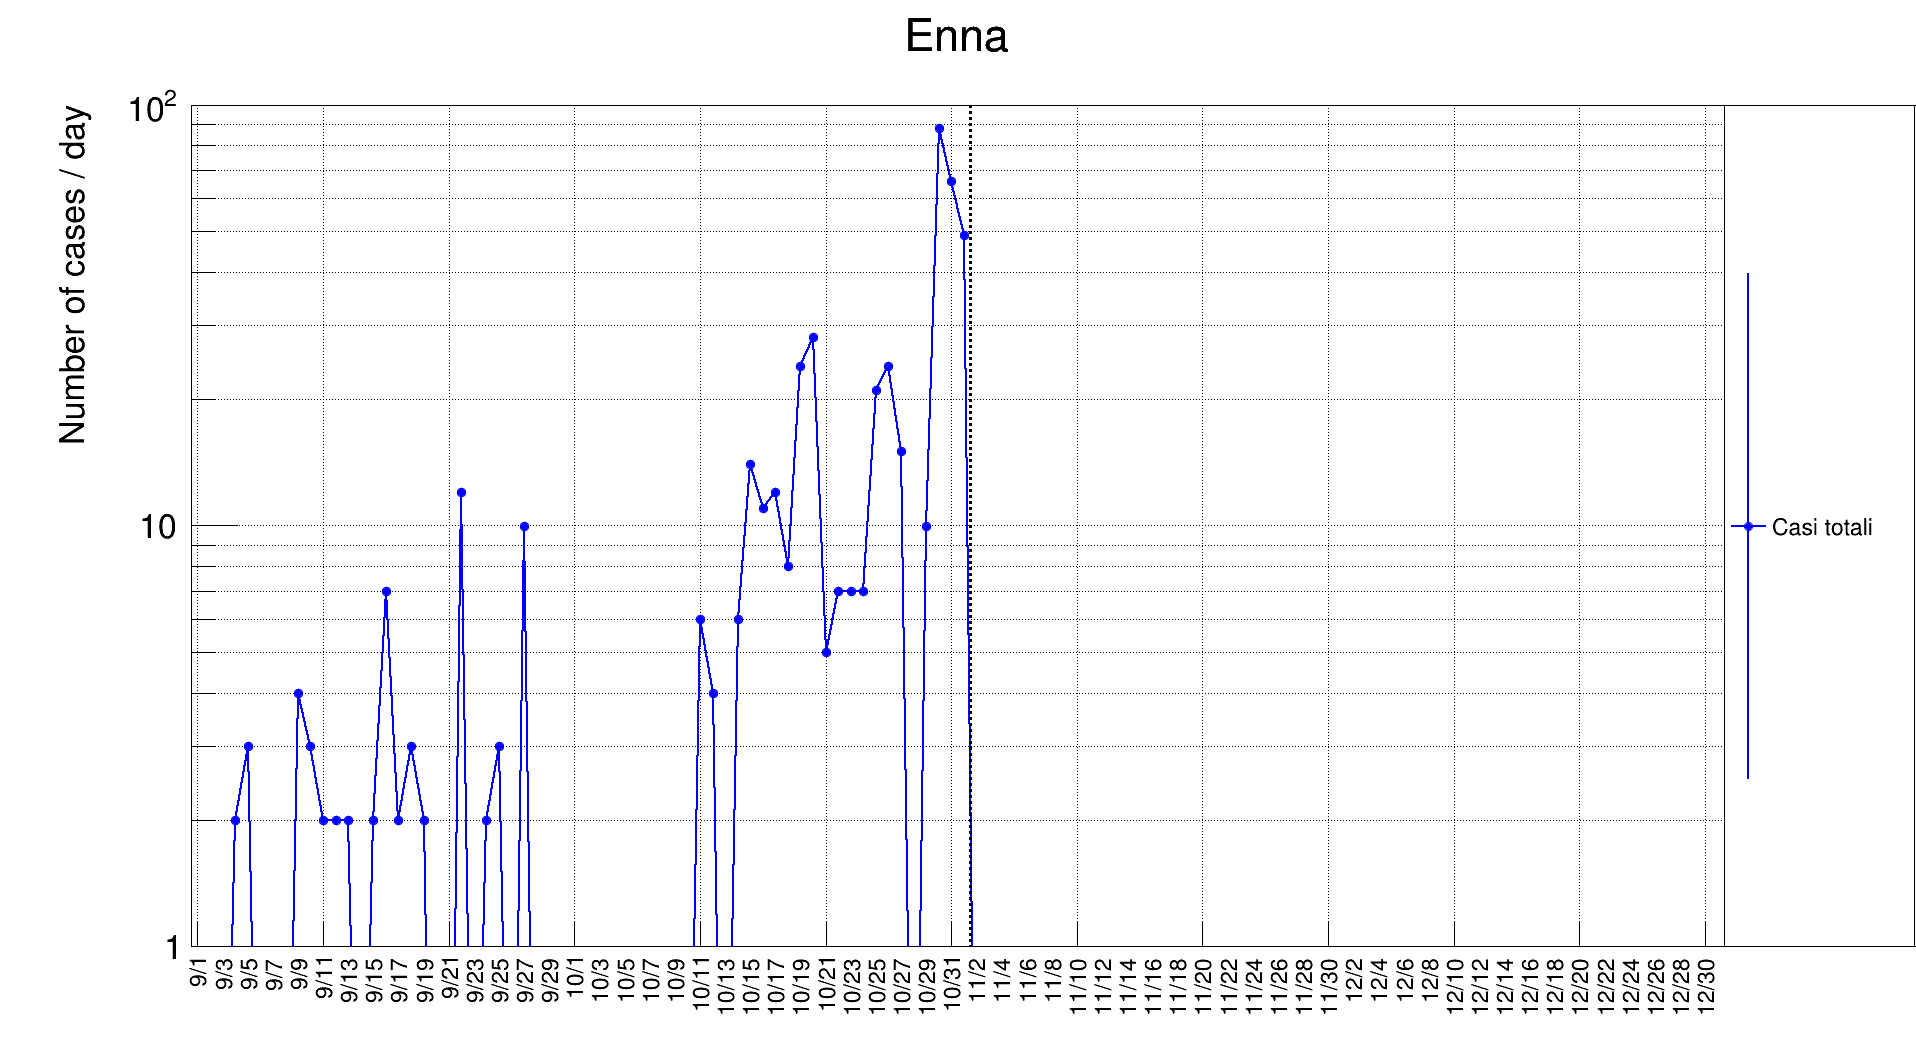 Enna
Number of cases / day
10²
10
1
9/1 9/3 9/5 9/7 9/9 9/11 9/13 9/15 9/17 9/19 9/21 9/23 9/25 9/27 9/29 10/1 10/3 10/5 10/7 10/9 10/11 10/13 10/15 10/17 10/19 10/21 10/23 10/25 10/27 10/29 10/31 11/2 11/4 11/6 11/8 11/10 11/12 11/14 11/16 11/18 11/20 11/22 11/24 11/26 11/28 11/30 12/2 12/4 12/6 12/8 12/10 12/12 12/14 12/16 12/18 12/20 12/22 12/24 12/26 12/28 12/30
Casi totali